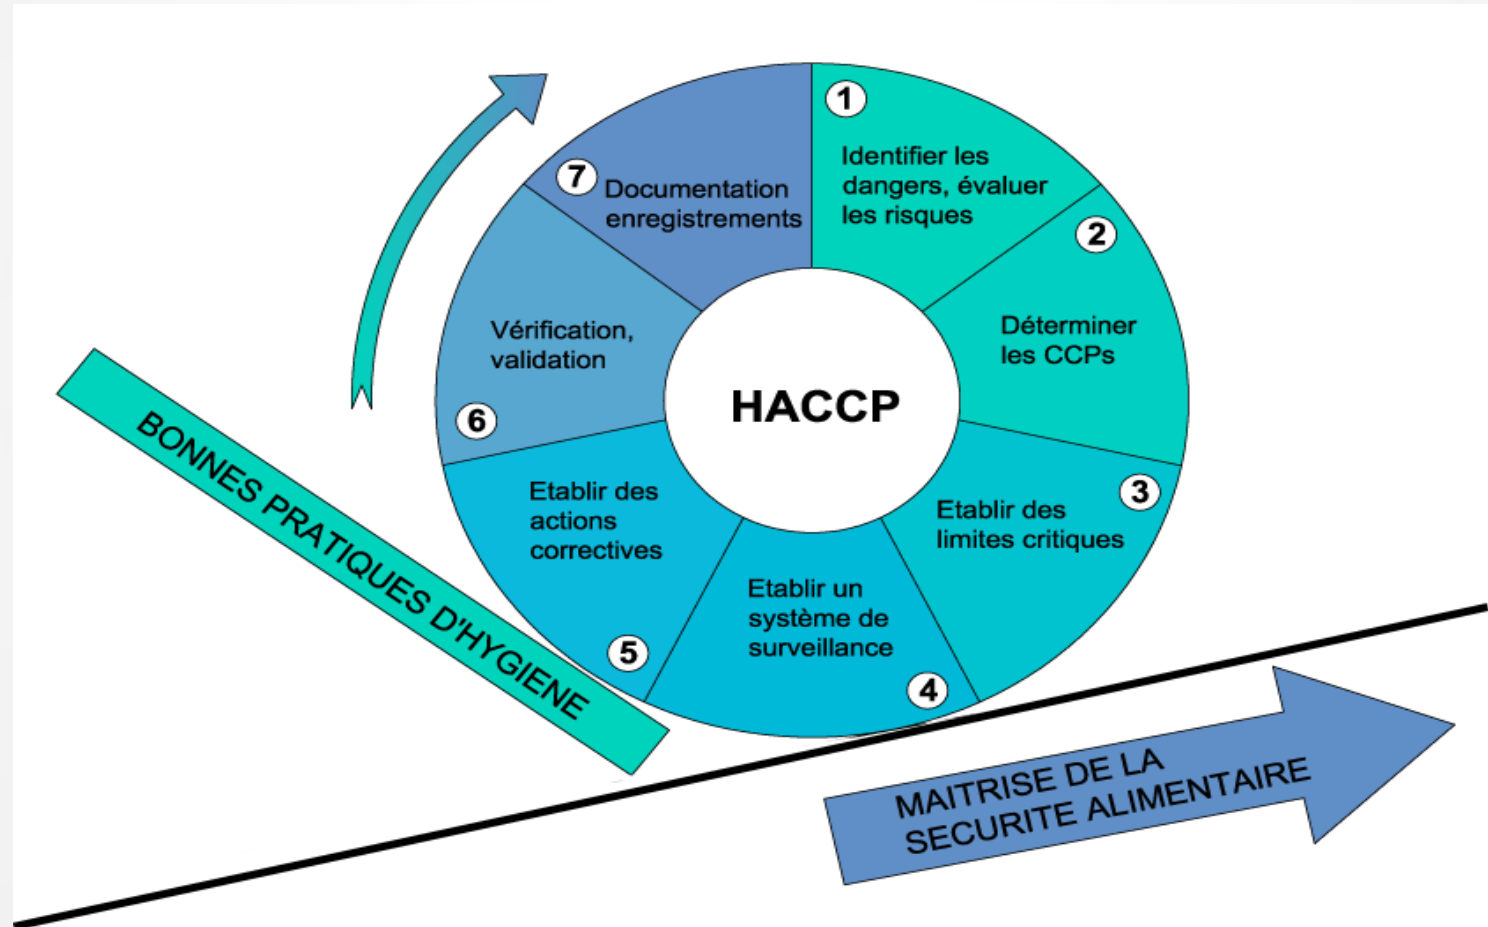 1
Identifier les
dangers, évaluer
les risques
2
Déterminer
les CCPs
3
Etablir des
limites critiques
4
Etablir un
système de
surveillance
5
Etablir des
actions
correctives
6
Vérification,
validation
7
Documentation
enregistrements
HACCP
BONNES PRATIQUES D'HYGIENE
MAITRISE DE LA
SECURITE ALIMENTAIRE